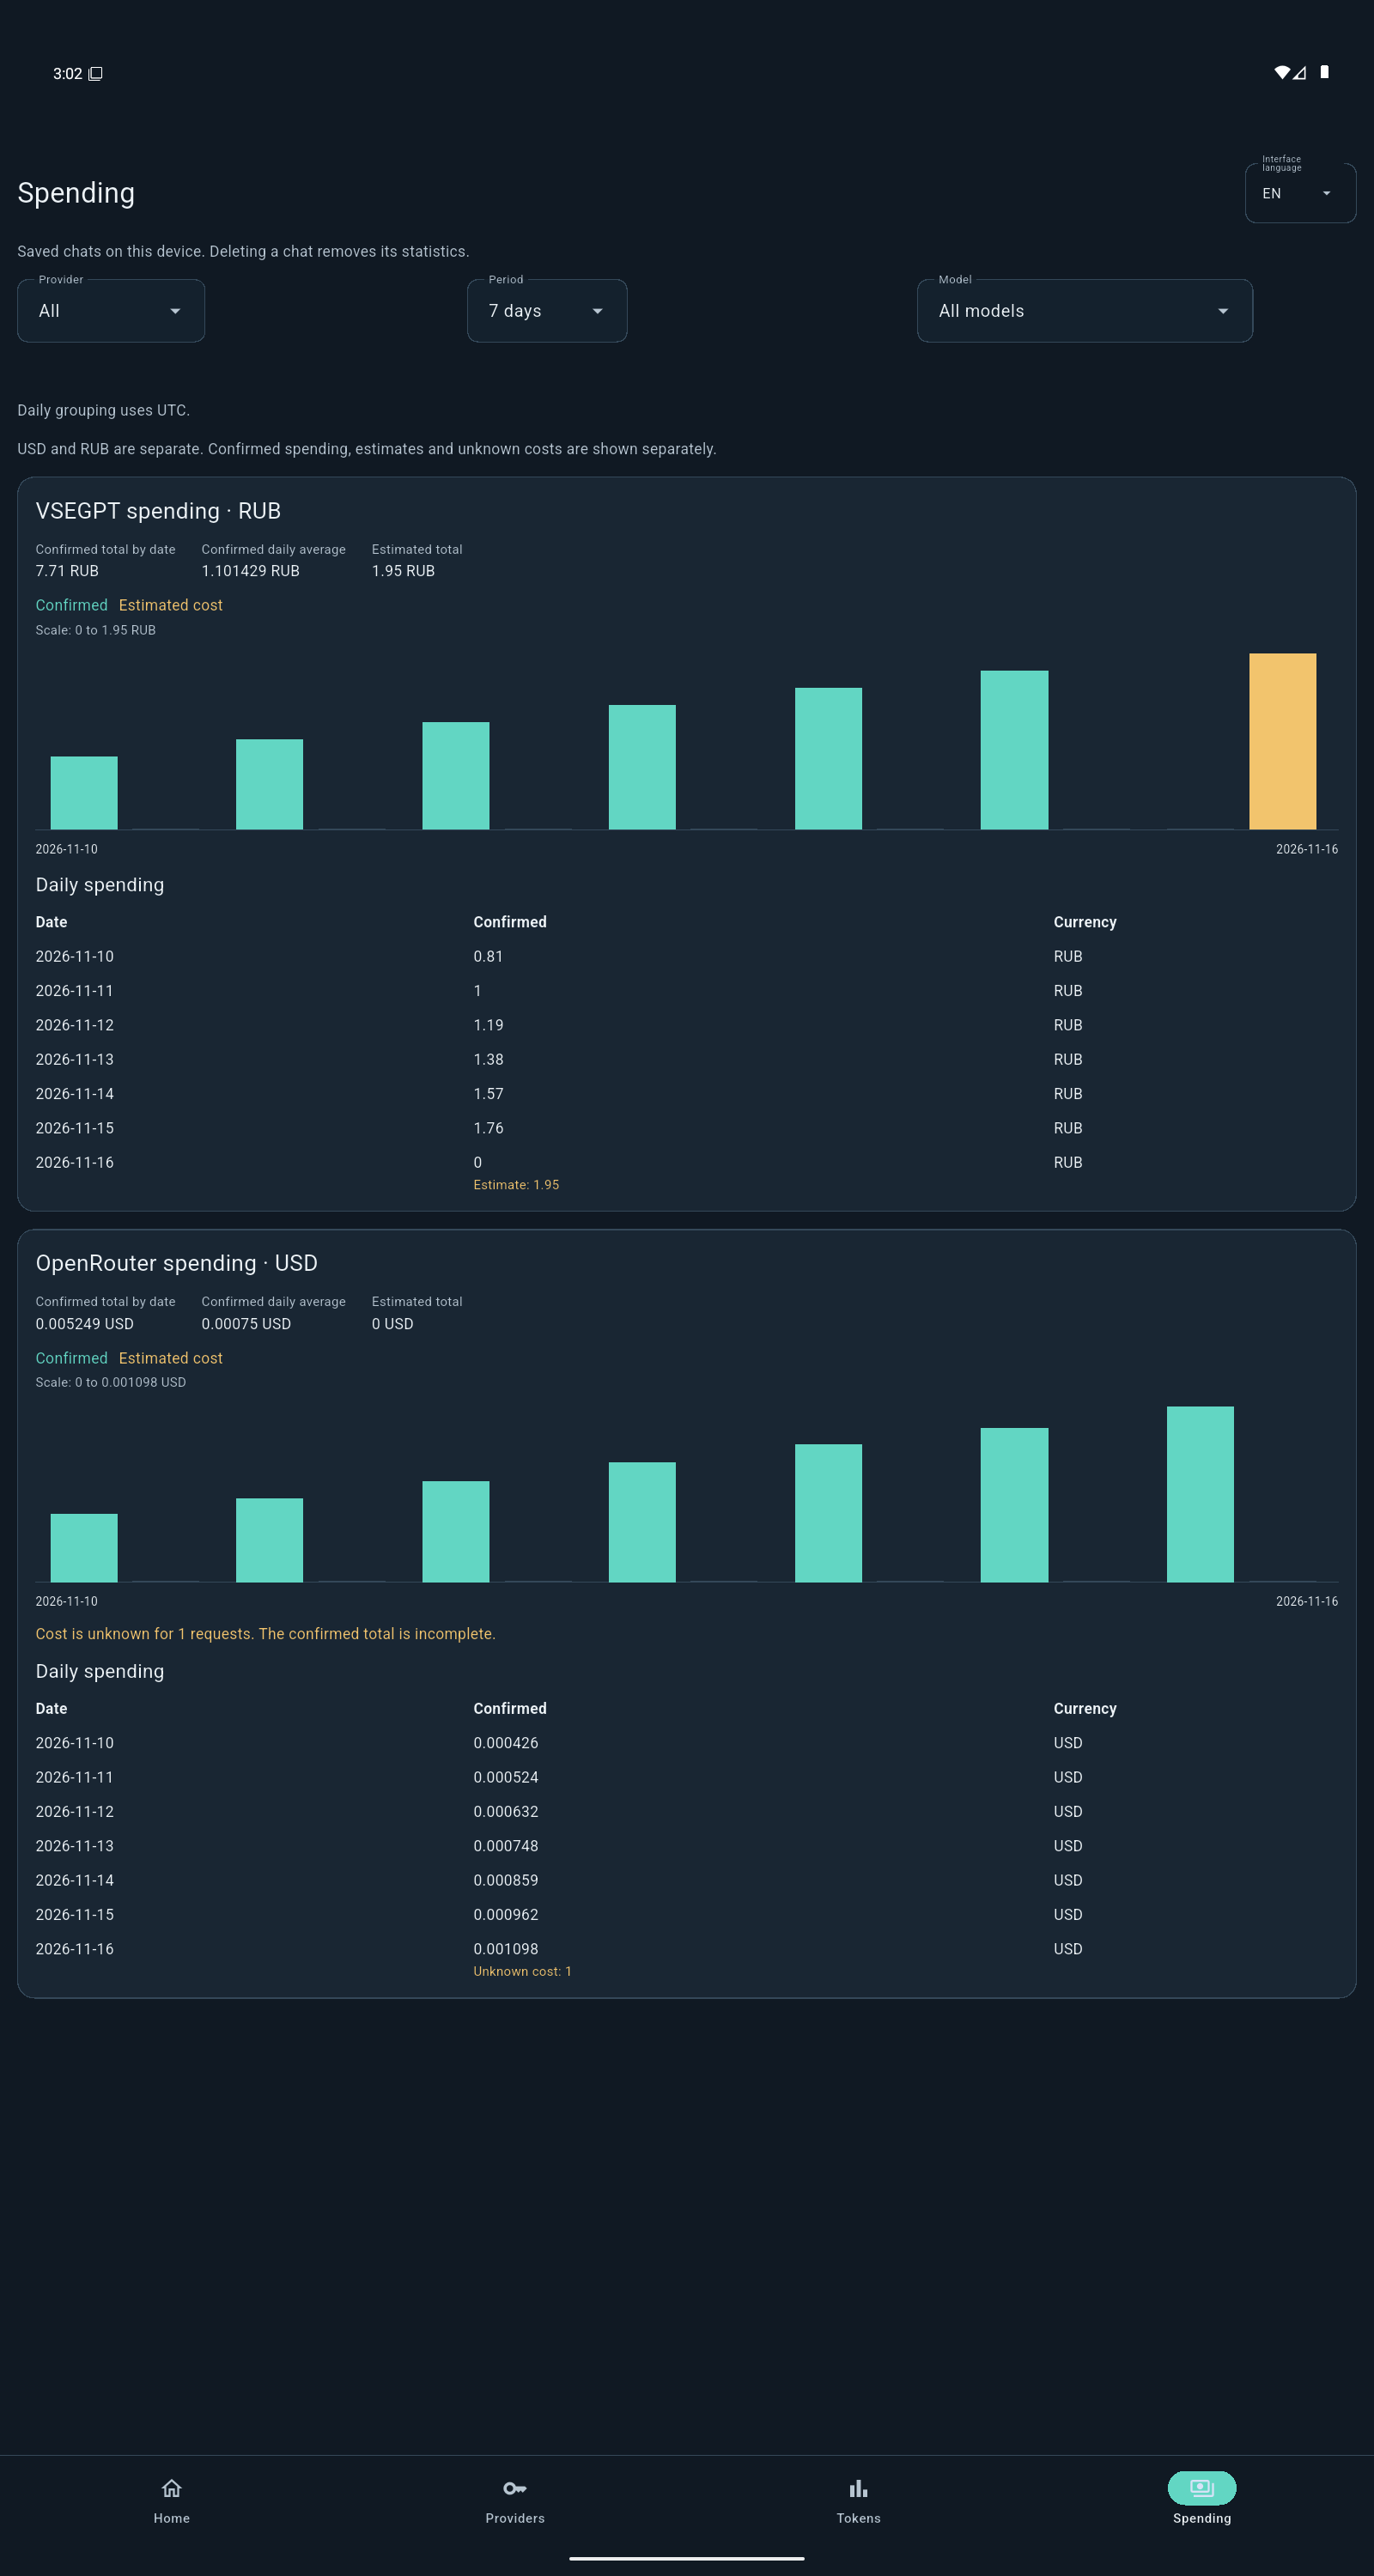 3:02
Interface
language
Spending
EN
Saved chats on this device. Deleting a chat removes its statistics.
Provider Period Model
All 7 days All models
Daily grouping uses UTC.
USD and RUB are separate. Confirmed spending, estimates and unknown costs are shown separately.
VSEGPT spending · RUB
Confirmed total by date Confirmed daily average Estimated total
7.71 RUB 1.101429 RUB 1.95 RUB
Confirmed Estimated cost
Scale: 0 to 1.95 RUB
2026-11-10 2026-11-16
Daily spending
Date Confirmed Currency
2026-11-10 0.81 RUB
2026-11-11 1 RUB
2026-11-12 1.19 RUB
2026-11-13 1.38 RUB
2026-11-14 1.57 RUB
2026-11-15 1.76 RUB
2026-11-16 0 RUB
Estimate: 1.95
OpenRouter spending · USD
Confirmed total by date Confirmed daily average Estimated total
0.005249 USD 0.00075 USD 0 USD
Confirmed Estimated cost
Scale: 0 to 0.001098 USD
2026-11-10 2026-11-16
Cost is unknown for 1 requests. The confirmed total is incomplete.
Daily spending
Date Confirmed Currency
2026-11-10 0.000426 USD
2026-11-11 0.000524 USD
2026-11-12 0.000632 USD
2026-11-13 0.000748 USD
2026-11-14 0.000859 USD
2026-11-15 0.000962 USD
2026-11-16 0.001098 USD
Unknown cost: 1
Home Providers Tokens Spending